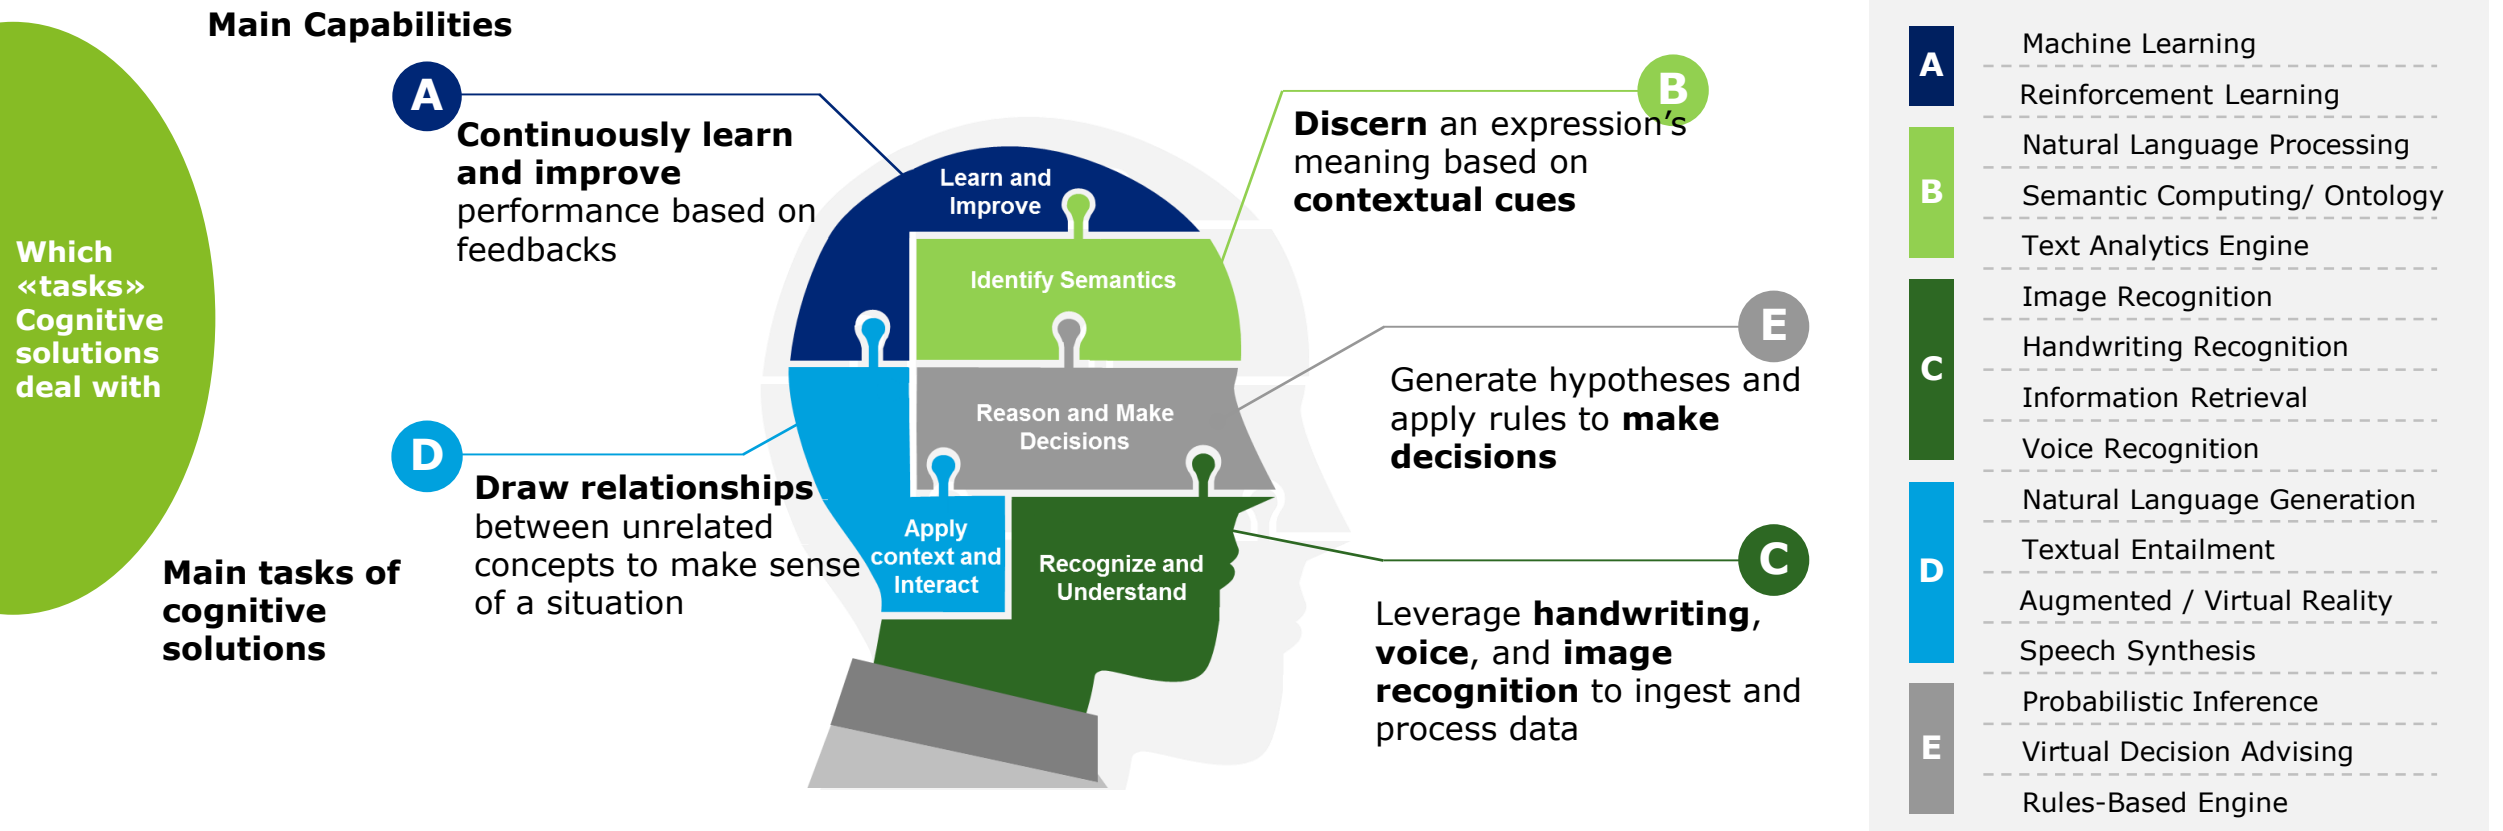 Main Capabilities
Which
«tasks»
Cognitive
solutions
deal with
Main tasks of
cognitive
solutions
A
Continuously learn
and improve
performance based on
feedbacks
D
Draw relationships
between unrelated
concepts to make sense
of a situation
Learn and
Improve
Identify Semantics
Reason and Make
Decisions
Apply
context and
Interact
Recognize and
Understand
B
Discern an expression’s
meaning based on
contextual cues
E
Generate hypotheses and
apply rules to make
decisions
C
Leverage handwriting,
voice, and image
recognition to ingest and
process data
A
Machine Learning
Reinforcement Learning
B
Natural Language Processing
Semantic Computing/ Ontology
Text Analytics Engine
C
Image Recognition
Handwriting Recognition
Information Retrieval
Voice Recognition
D
Natural Language Generation
Textual Entailment
Augmented / Virtual Reality
Speech Synthesis
E
Probabilistic Inference
Virtual Decision Advising
Rules-Based Engine